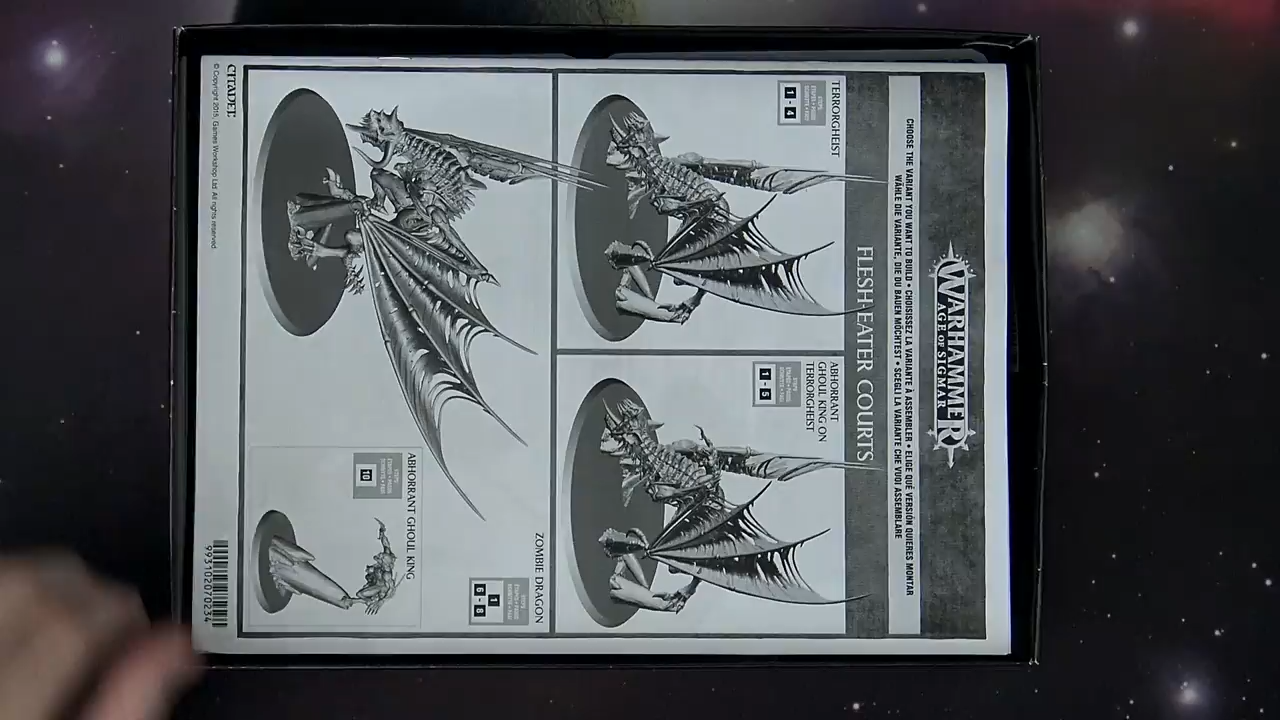 WARHAMMER
AGE OF SIGMAR
CHOOSE THE VARIANT YOU WANT TO BUILD • CHOISISSEZ LA VARIANTE À ASSEMBLER • ELIGE QUÉ VERSIÓN QUIERES MONTAR
WÄHLE DIE VARIANTE, DIE DU BAUEN MÖCHTEST • SCEGLI LA VARIANTE CHE VUOI ASSEMBLARE
FLESH-EATER COURTS
TERRORGHEIST
1 - 4
ABHORRANT
GHOUL KING ON
TERRORGHEIST
1 - 5
ZOMBIE DRAGON
1
6 - 8
ABHORRANT GHOUL KING
10
CITADEL
© Copyright 2015, Games Workshop Ltd. All rights reserved.
993102070234